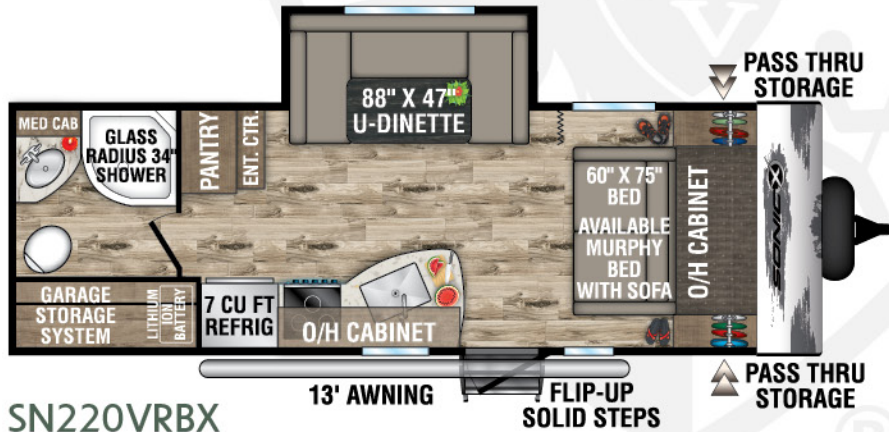 PASS THRU
STORAGE
88" X 47"
U-DINETTE
MED CAB
GLASS
RADIUS 34"
SHOWER
PANTRY
ENT. CTR.
60" X 75"
BED
AVAILABLE
MURPHY
BED
WITH SOFA
O/H CABINET
SONIC X
GARAGE
STORAGE
SYSTEM
LITHIUM
ION
BATTERY
7 CU FT
REFRIG
O/H CABINET
13' AWNING
FLIP-UP
SOLID STEPS
PASS THRU
STORAGE
SN220VRBX
V
®